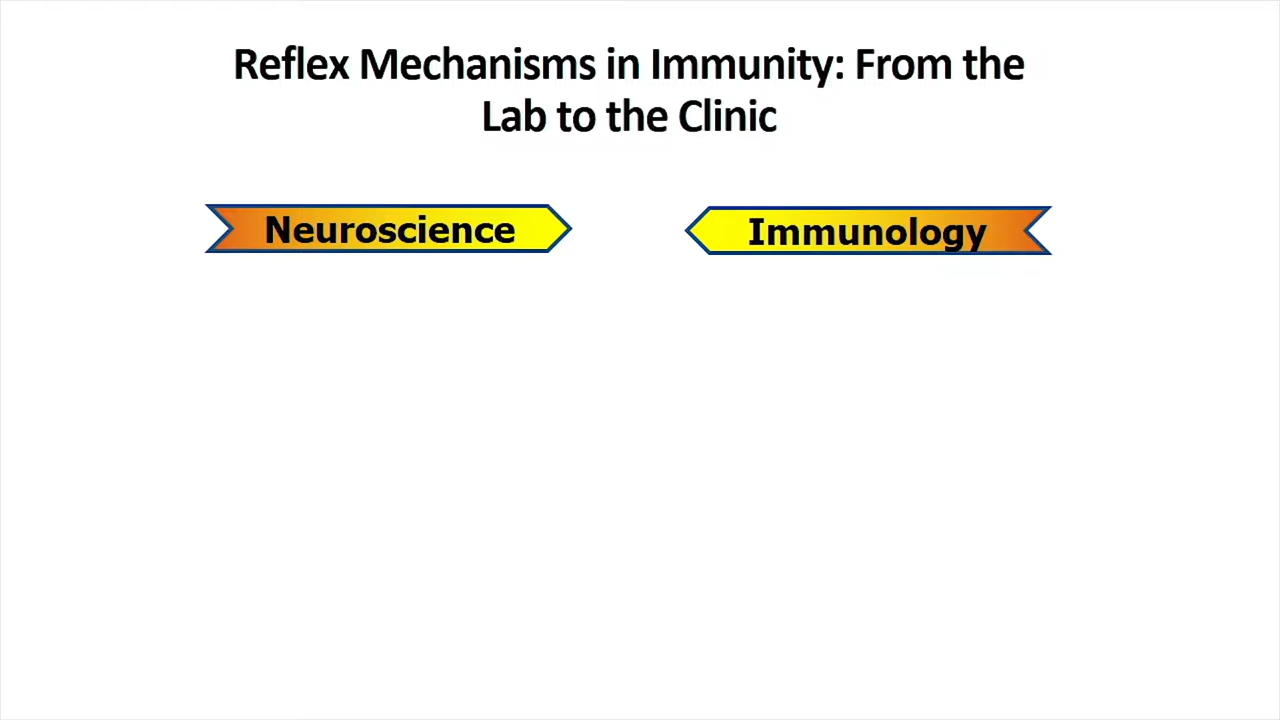 Reflex Mechanisms in Immunity: From the
Lab to the Clinic
Neuroscience
Immunology